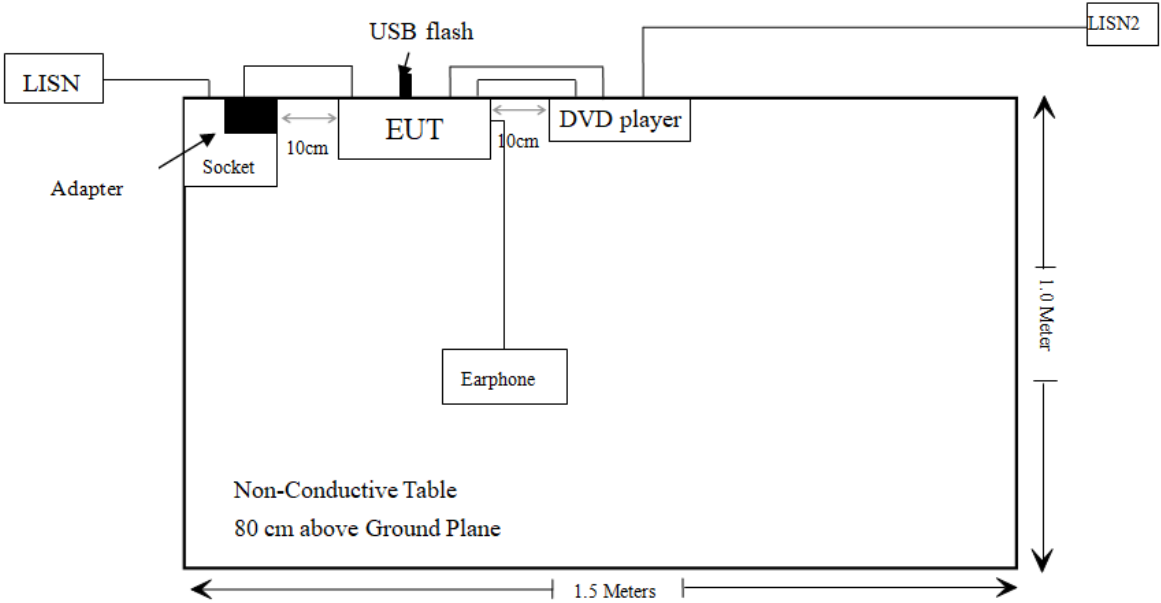 USB flash
LISN2
LISN
EUT
DVD player
10cm
10cm
Socket
Adapter
1.0 Meter
Earphone
Non-Conductive Table
80 cm above Ground Plane
1.5 Meters